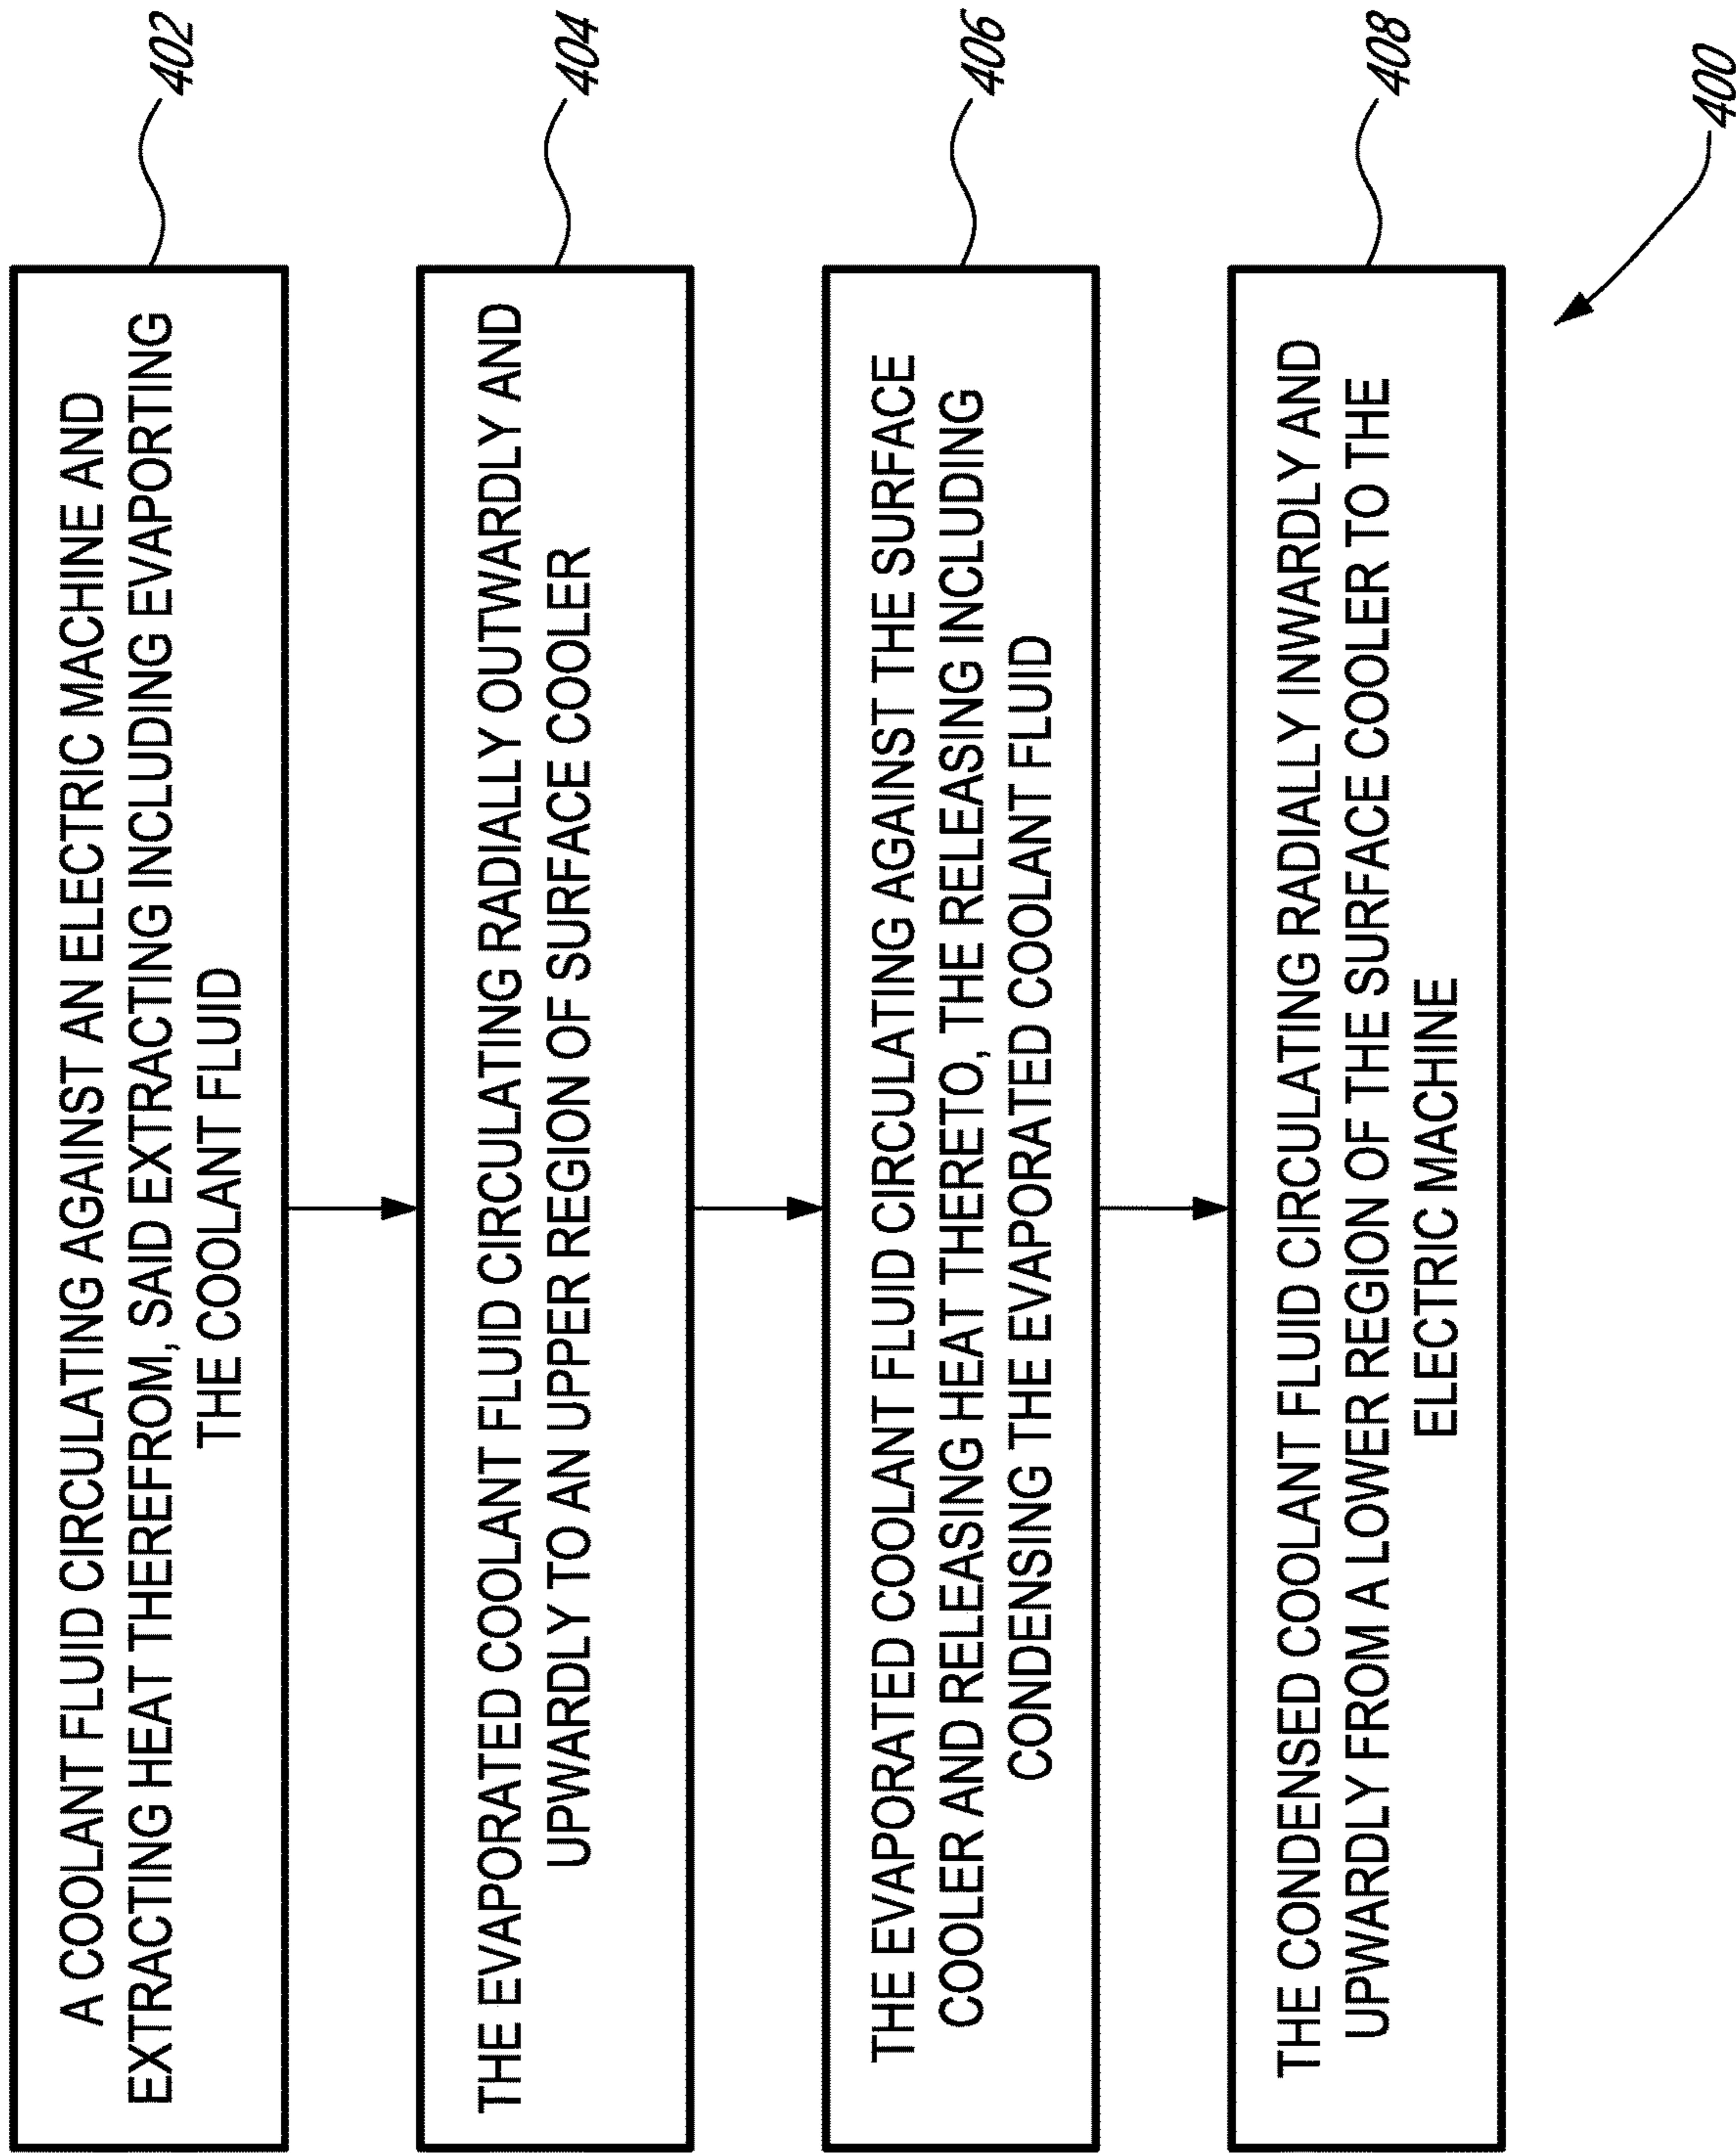 A COOLANT FLUID CIRCULATING AGAINST AN ELECTRIC MACHINE AND
EXTRACTING HEAT THEREFROM, SAID EXTRACTING INCLUDING EVAPORTING
THE COOLANT FLUID
402
THE EVAPORATED COOLANT FLUID CIRCULATING RADIALLY OUTWARDLY AND
UPWARDLY TO AN UPPER REGION OF SURFACE COOLER
404
THE EVAPORATED COOLANT FLUID CIRCULATING AGAINST THE SURFACE
COOLER AND RELEASING HEAT THERETO, THE RELEASING INCLUDING
CONDENSING THE EVAPORATED COOLANT FLUID
406
THE CONDENSED COOLANT FLUID CIRCULATING RADIALLY INWARDLY AND
UPWARDLY FROM A LOWER REGION OF THE SURFACE COOLER TO THE
ELECTRIC MACHINE
408
400